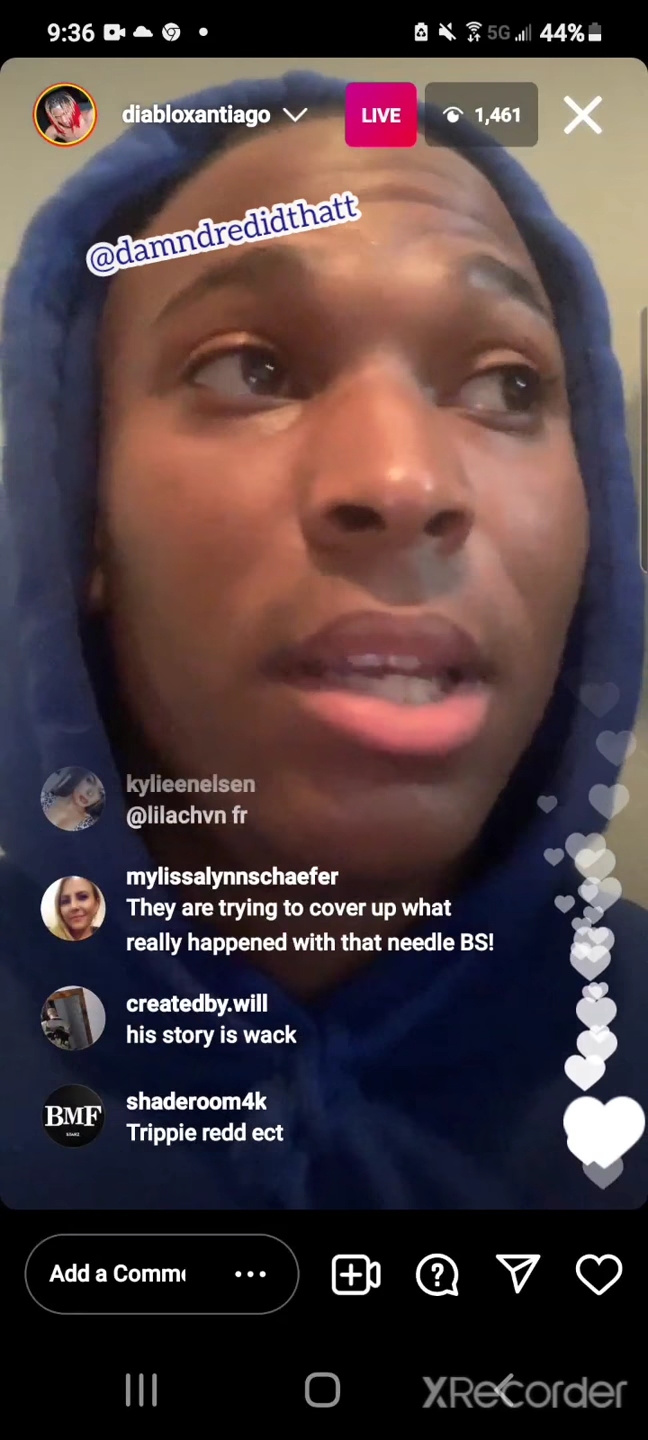 9:36
5G
44%
diabloxantiago
LIVE
1,461
@damndredidthatt
kylieenelsen
@lilachvn fr
mylissalynnschaefer
They are trying to cover up what
really happened with that needle BS!
createdby.will
his story is wack
BMF
shaderoom4k
Trippie redd ect
Add a Comme
XRecorder